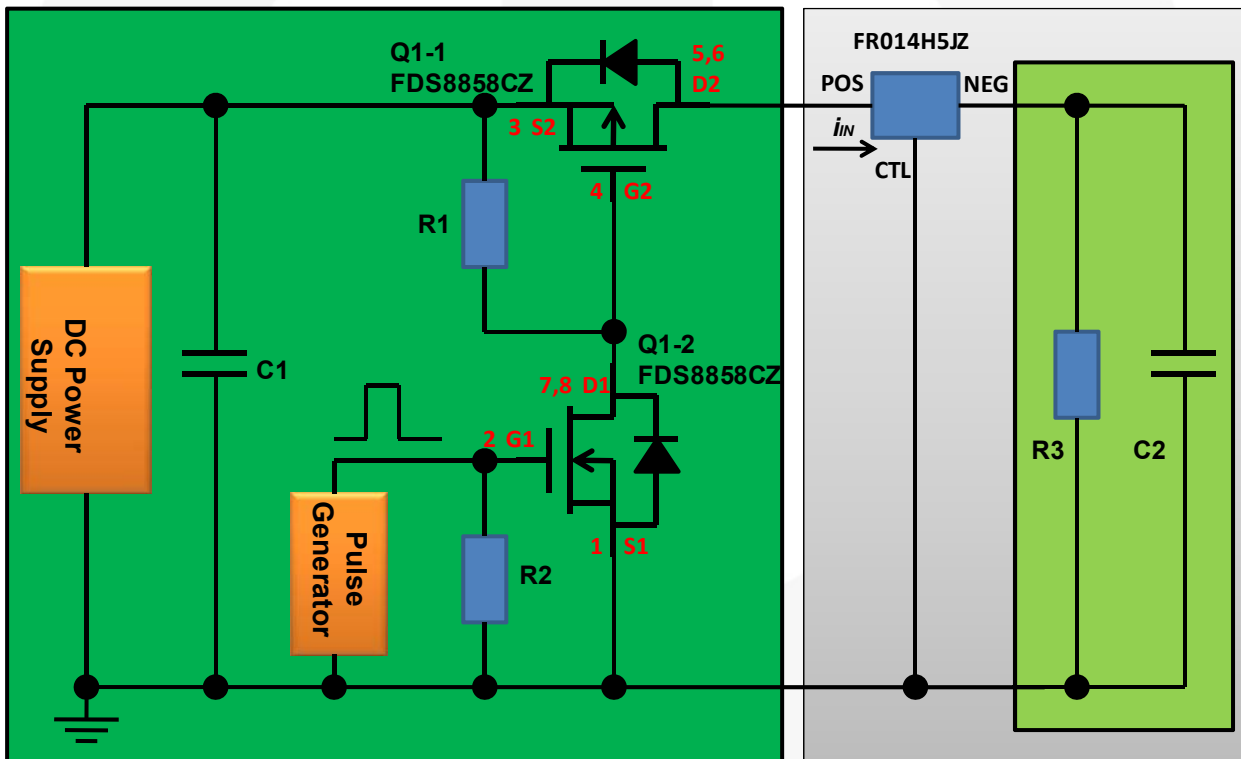 Q1-1
FDS8858CZ
5,6
D2
3 S2
4 G2
R1
DC Power
Supply
C1
Q1-2
FDS8858CZ
7,8 D1
2 G1
Pulse
Generator
R2
1 S1
FR014H5JZ
POS
NEG
iIN
CTL
R3
C2